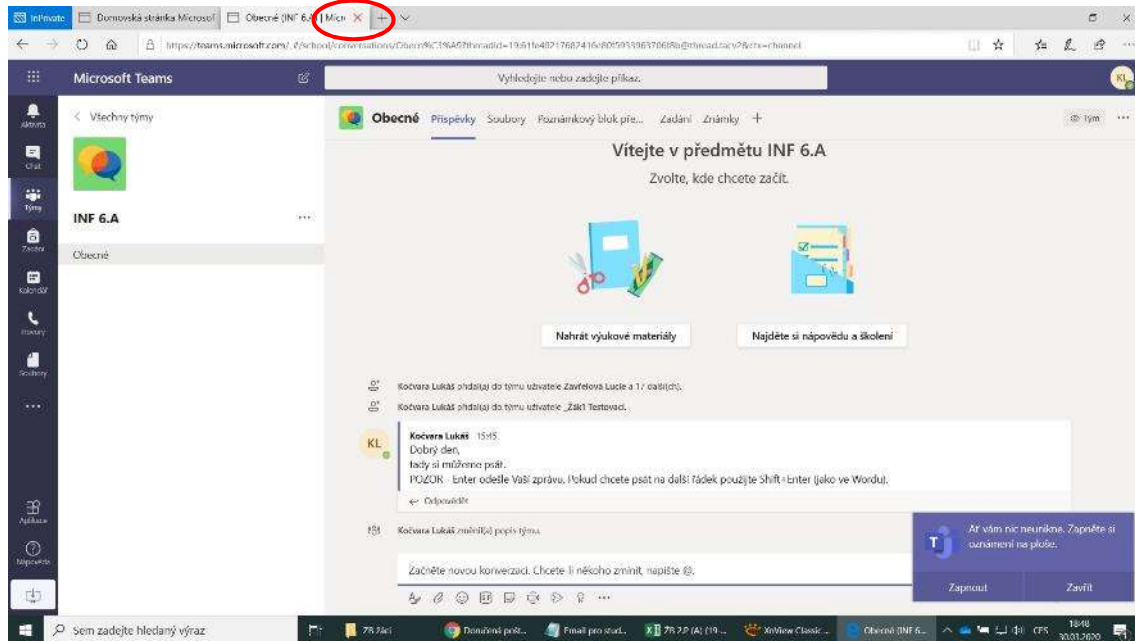 InPrivate
Domovská stránka Microsof
Obecné (INF 6.A) | Micr
Microsoft Teams
Vyhledejte nebo zadejte příkaz.
KL
Aktivita
Chat
Týmy
Zadání
Kalendář
Hovory
Soubory
Aplikace
Nápověda
< Všechny týmy
INF 6.A
Obecné
Obecné Příspěvky Soubory Poznámkový blok pře... Zadání Známky +
Tým
Vítejte v předmětu INF 6.A
Zvolte, kde chcete začít.
Nahrát výukové materiály
Najděte si nápovědu a školení
Kočvara Lukáš přidal(a) do týmu uživatele Zavřelová Lucie a 17 další(ch).
Kočvara Lukáš přidal(a) do týmu uživatele _Žák1 Testovací.
KL
Kočvara Lukáš 15:45
Dobrý den,
tady si můžeme psát.
POZOR - Enter odešle Vaší zprávu. Pokud chcete psát na další řádek použijte Shift+Enter (jako ve Wordu).
Odpovědět
Kočvara Lukáš změnil(a) popis týmu.
Začněte novou konverzaci. Chcete-li někoho zmínit, napište @.
Ať vám nic neunikne. Zapněte si
oznámení na ploše.
Zapnout
Zavřít
Sem zadejte hledaný výraz
ZB žáci
Doručená pošt...
Email pro stud...
XnView Classic ...
Obecné (INF 6...
CES
18:48
30.03.2020